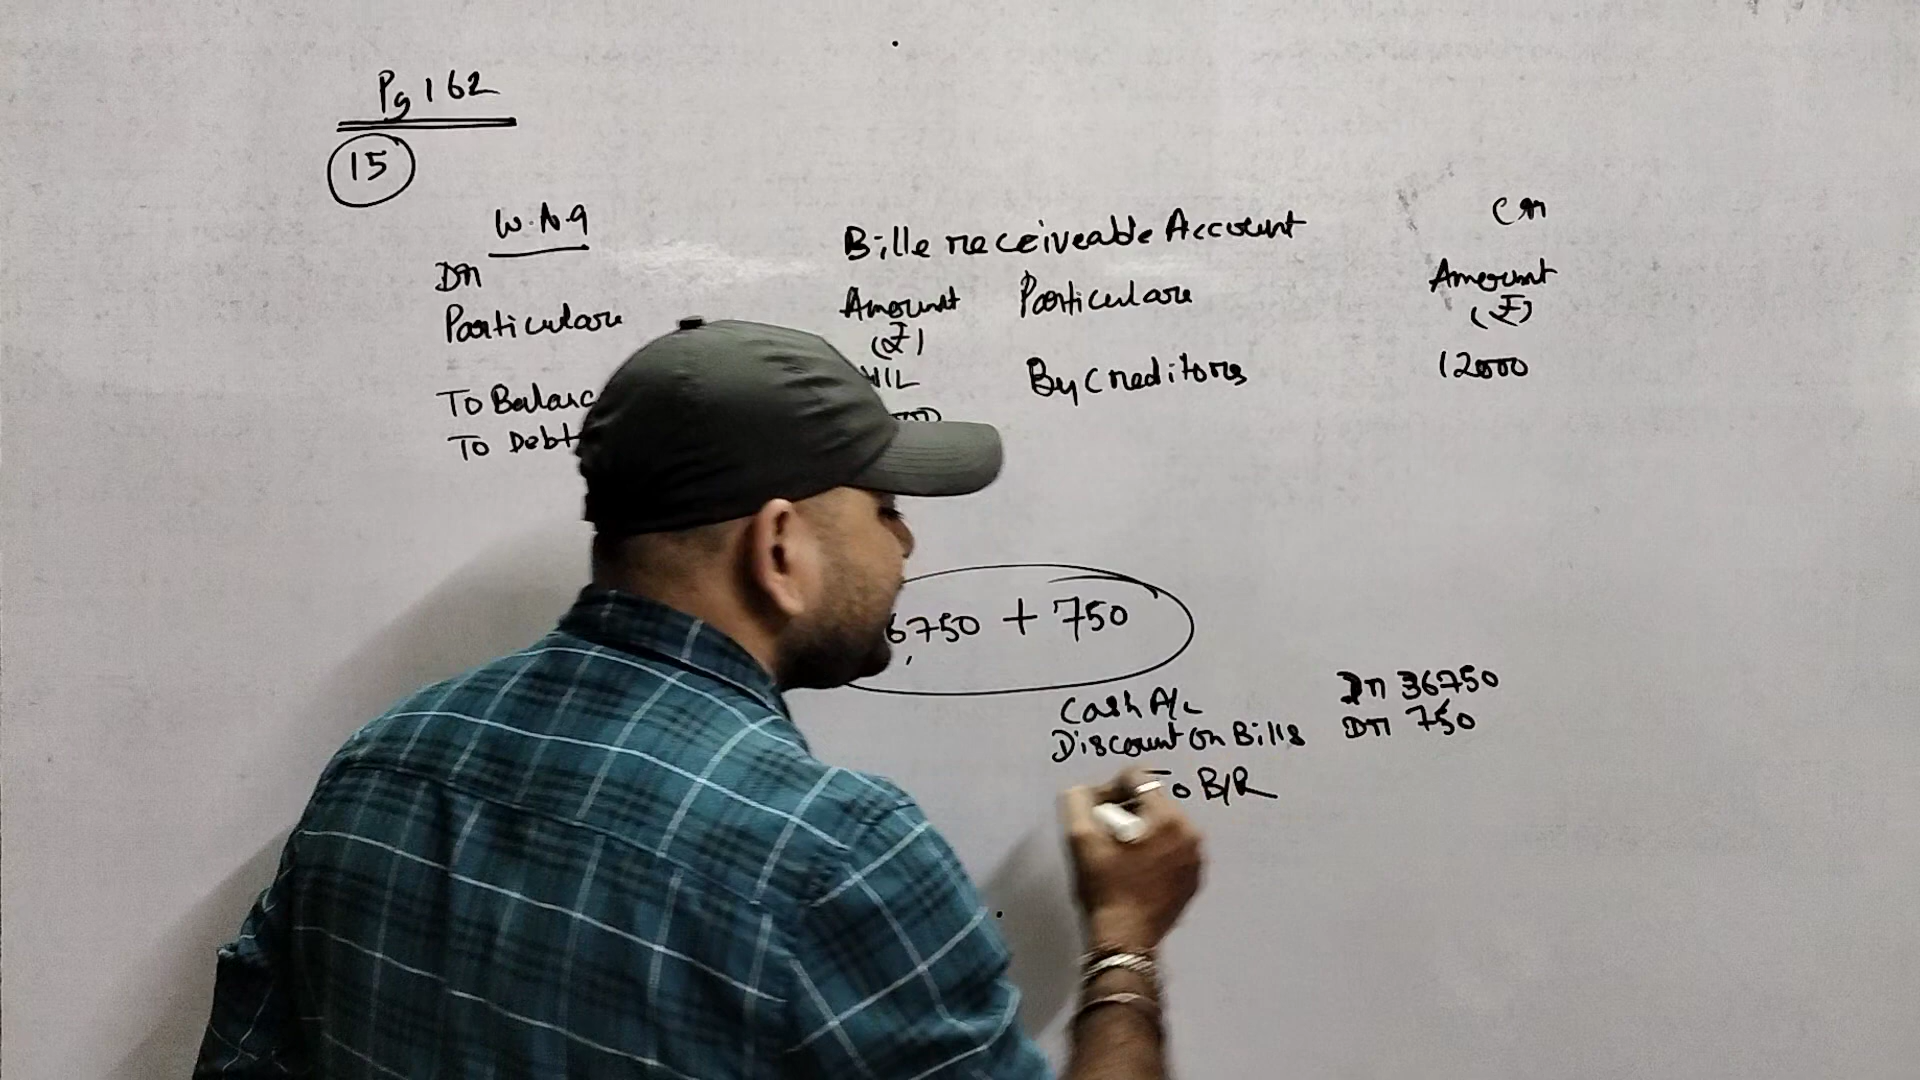 Pg 162
15
W.N.9
Bills receiveable Account
Cr
Dr
Particulars
Amount
(₹)
Particulars
Amount
(₹)
To Balanc
NIL
By Creditors
12000
To Debt
6750 + 750
Cash A/c Dr 36750
Discount on Bills Dr 750
To B/R